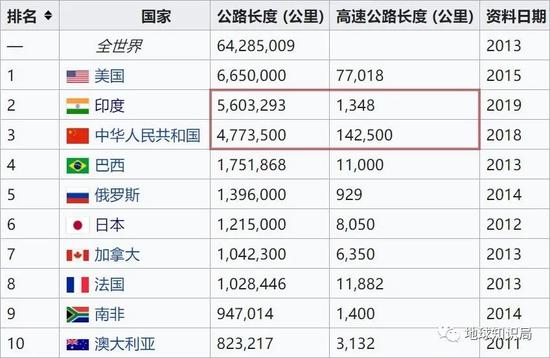 排名 国家 公路长度 (公里) 高速公路长度 (公里) 资料日期
— 全世界 64,285,009 2013
1 美国 6,650,000 77,018 2015
2 印度 5,603,293 1,348 2019
3 中华人民共和国 4,773,500 142,500 2018
4 巴西 1,751,868 11,000 2013
5 俄罗斯 1,396,000 929 2014
6 日本 1,215,000 8,050 2012
7 加拿大 1,042,300 6,350 2013
8 法国 1,028,446 11,882 2013
9 南非 947,014 1,400 2014
10 澳大利亚 823,217 3,132 2011
地球知识局